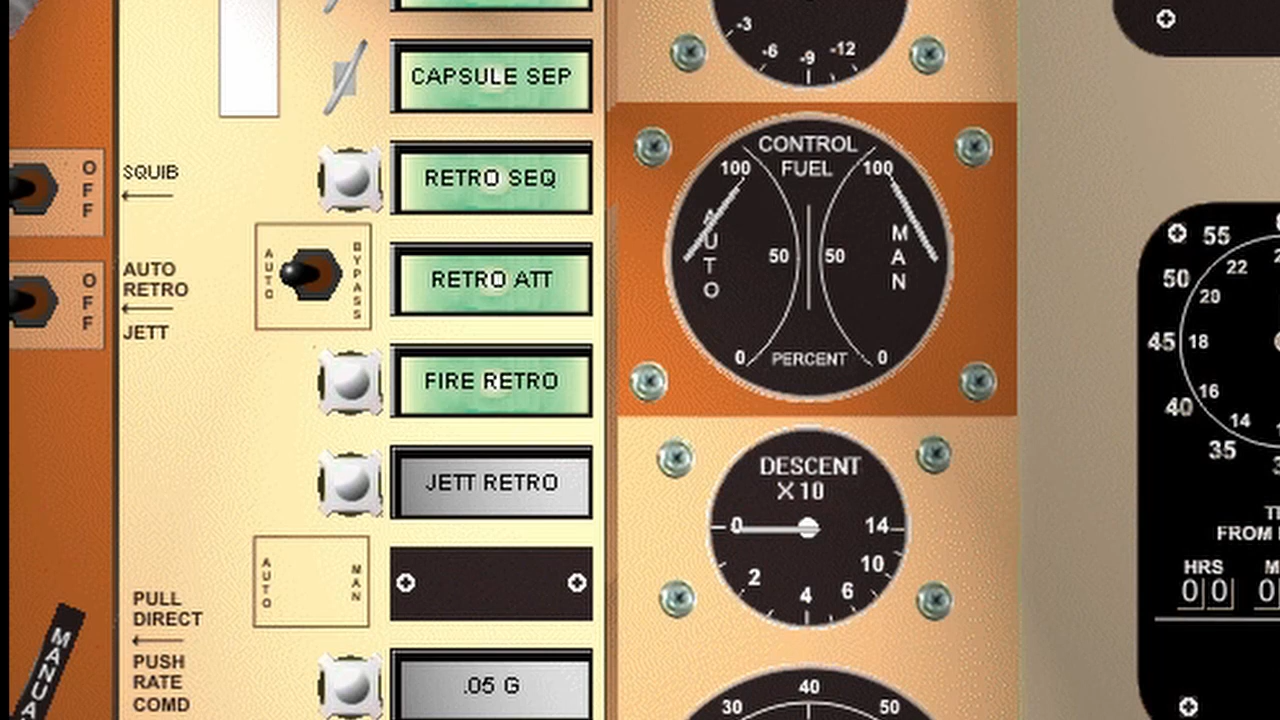 -3
-6
-9
-12
CAPSULE SEP
SQUIB
OFF
RETRO SEQ
CONTROL
FUEL
100
100
AUTO
MAN
50
50
0
0
PERCENT
AUTO
RETRO
JETT
OFF
AUTO
BYPASS
RETRO ATT
FIRE RETRO
JETT RETRO
DESCENT
X 10
0
2
4
6
10
14
AUTO
MAN
PULL
DIRECT
PUSH
RATE
COMD
.05 G
30
40
50
55
50
45
40
35
22
20
18
16
14
HRS
00